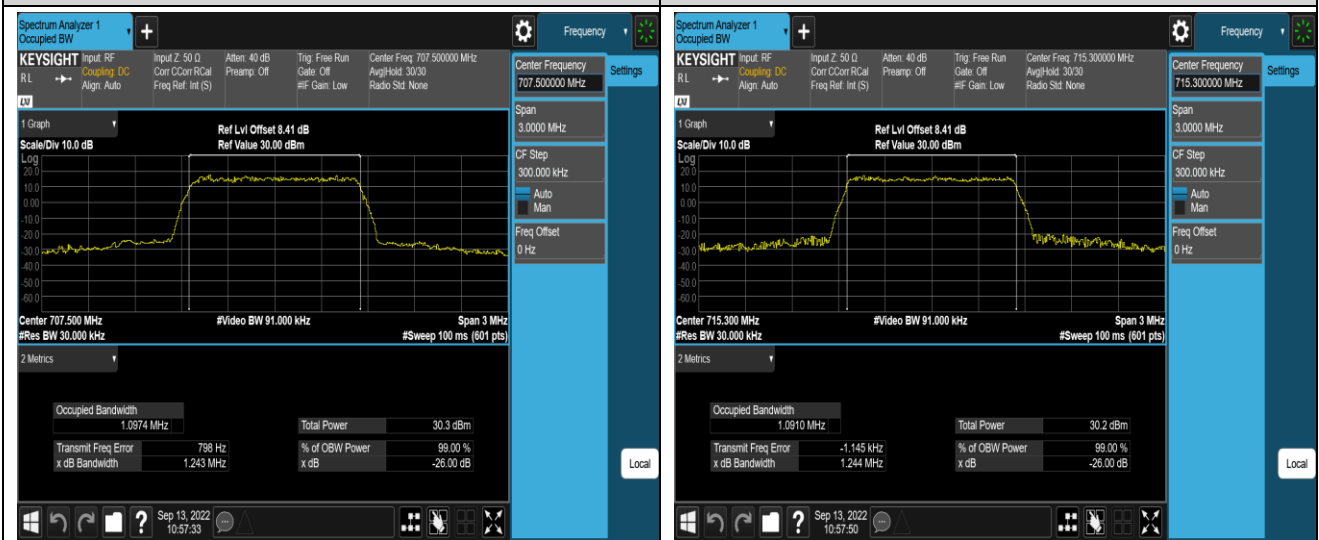 Spectrum Analyzer 1
Occupied BW
+
Frequency
KEYSIGHT
R L
LXI
Input: RF
Coupling: DC
Align: Auto
Input Z: 50 Ω
Corr CCorr RCal
Freq Ref: Int (S)
Atten: 40 dB
Preamp: Off
Trig: Free Run
Gate: Off
#IF Gain: Low
Center Freq: 707.500000 MHz
Avg|Hold: 30/30
Radio Std: None
Center Frequency
707.500000 MHz
Settings
Span
3.0000 MHz
CF Step
300.000 kHz
Auto
Man
Freq Offset
0 Hz
Local
1 Graph
Scale/Div 10.0 dB
Ref Lvl Offset 8.41 dB
Ref Value 30.00 dBm
Log
20.0
10.0
0.00
-10.0
-20.0
-30.0
-40.0
-50.0
-60.0
Center 707.500 MHz
#Res BW 30.000 kHz
#Video BW 91.000 kHz
Span 3 MHz
#Sweep 100 ms (601 pts)
2 Metrics
Occupied Bandwidth
1.0974 MHz
Total Power 30.3 dBm
Transmit Freq Error 798 Hz
% of OBW Power 99.00 %
x dB Bandwidth 1.243 MHz
x dB -26.00 dB
?
Sep 13, 2022
10:57:33
Spectrum Analyzer 1
Occupied BW
+
Frequency
KEYSIGHT
R L
LXI
Input: RF
Coupling: DC
Align: Auto
Input Z: 50 Ω
Corr CCorr RCal
Freq Ref: Int (S)
Atten: 40 dB
Preamp: Off
Trig: Free Run
Gate: Off
#IF Gain: Low
Center Freq: 715.300000 MHz
Avg|Hold: 30/30
Radio Std: None
Center Frequency
715.300000 MHz
Settings
Span
3.0000 MHz
CF Step
300.000 kHz
Auto
Man
Freq Offset
0 Hz
Local
1 Graph
Scale/Div 10.0 dB
Ref Lvl Offset 8.41 dB
Ref Value 30.00 dBm
Log
20.0
10.0
0.00
-10.0
-20.0
-30.0
-40.0
-50.0
-60.0
Center 715.300 MHz
#Res BW 30.000 kHz
#Video BW 91.000 kHz
Span 3 MHz
#Sweep 100 ms (601 pts)
2 Metrics
Occupied Bandwidth
1.0910 MHz
Total Power 30.2 dBm
Transmit Freq Error -1.145 kHz
% of OBW Power 99.00 %
x dB Bandwidth 1.244 MHz
x dB -26.00 dB
?
Sep 13, 2022
10:57:50